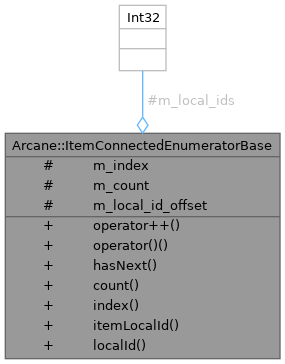 Int32
#m_local_ids
Arcane::ItemConnectedEnumeratorBase
# m_index
# m_count
# m_local_id_offset
+ operator++()
+ operator()()
+ hasNext()
+ count()
+ index()
+ itemLocalId()
+ localId()